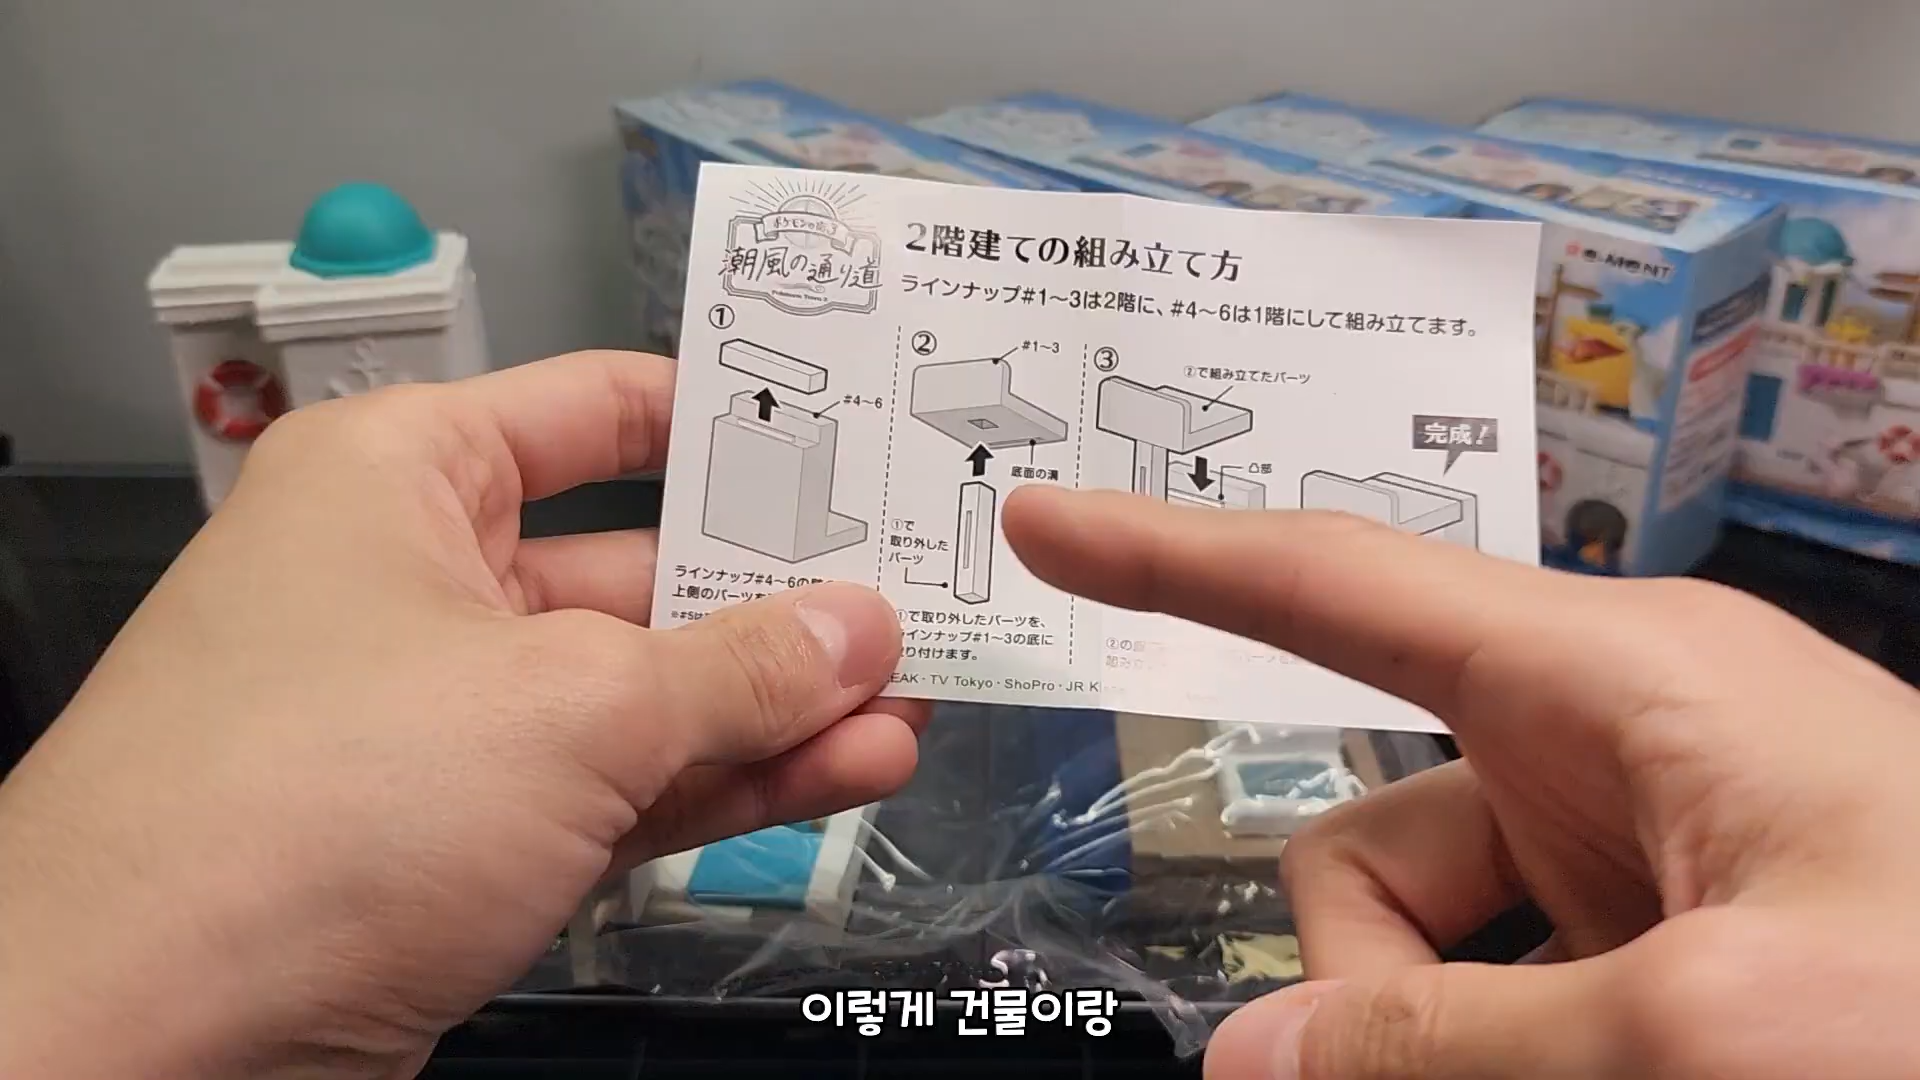 ポケモンの街3
潮風の通り道
Pokémon Town 3
2階建ての組み立て方
ラインナップ#1〜3は2階に、#4〜6は1階にして組み立てます。
①
#4〜6
ラインナップ#4〜6の
上側のパーツを
※#5は
②
#1〜3
底面の溝
①で
取り外した
パーツ
①で取り外したパーツを、
ラインナップ#1〜3の底に
取り付けます。
③
②で組み立てたパーツ
凸部
完成!
②の
組み立
EAK・TV Tokyo・ShoPro・JR K
RE-MENT
이렇게 건물이랑